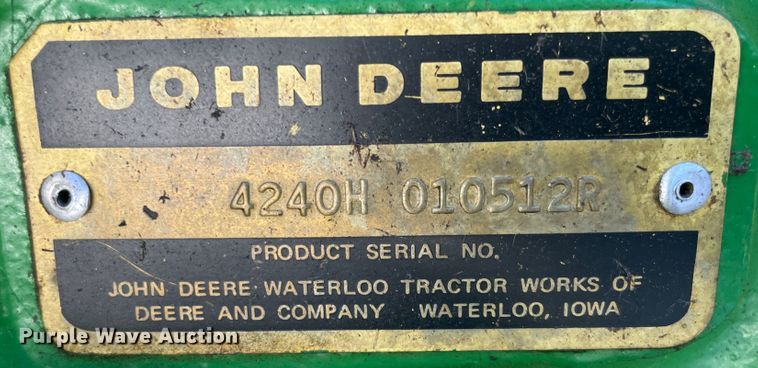 JOHN DEERE
4240H 010512R
PRODUCT SERIAL NO.
JOHN DEERE WATERLOO TRACTOR WORKS OF
DEERE AND COMPANY WATERLOO, IOWA
Purple Wave Auction